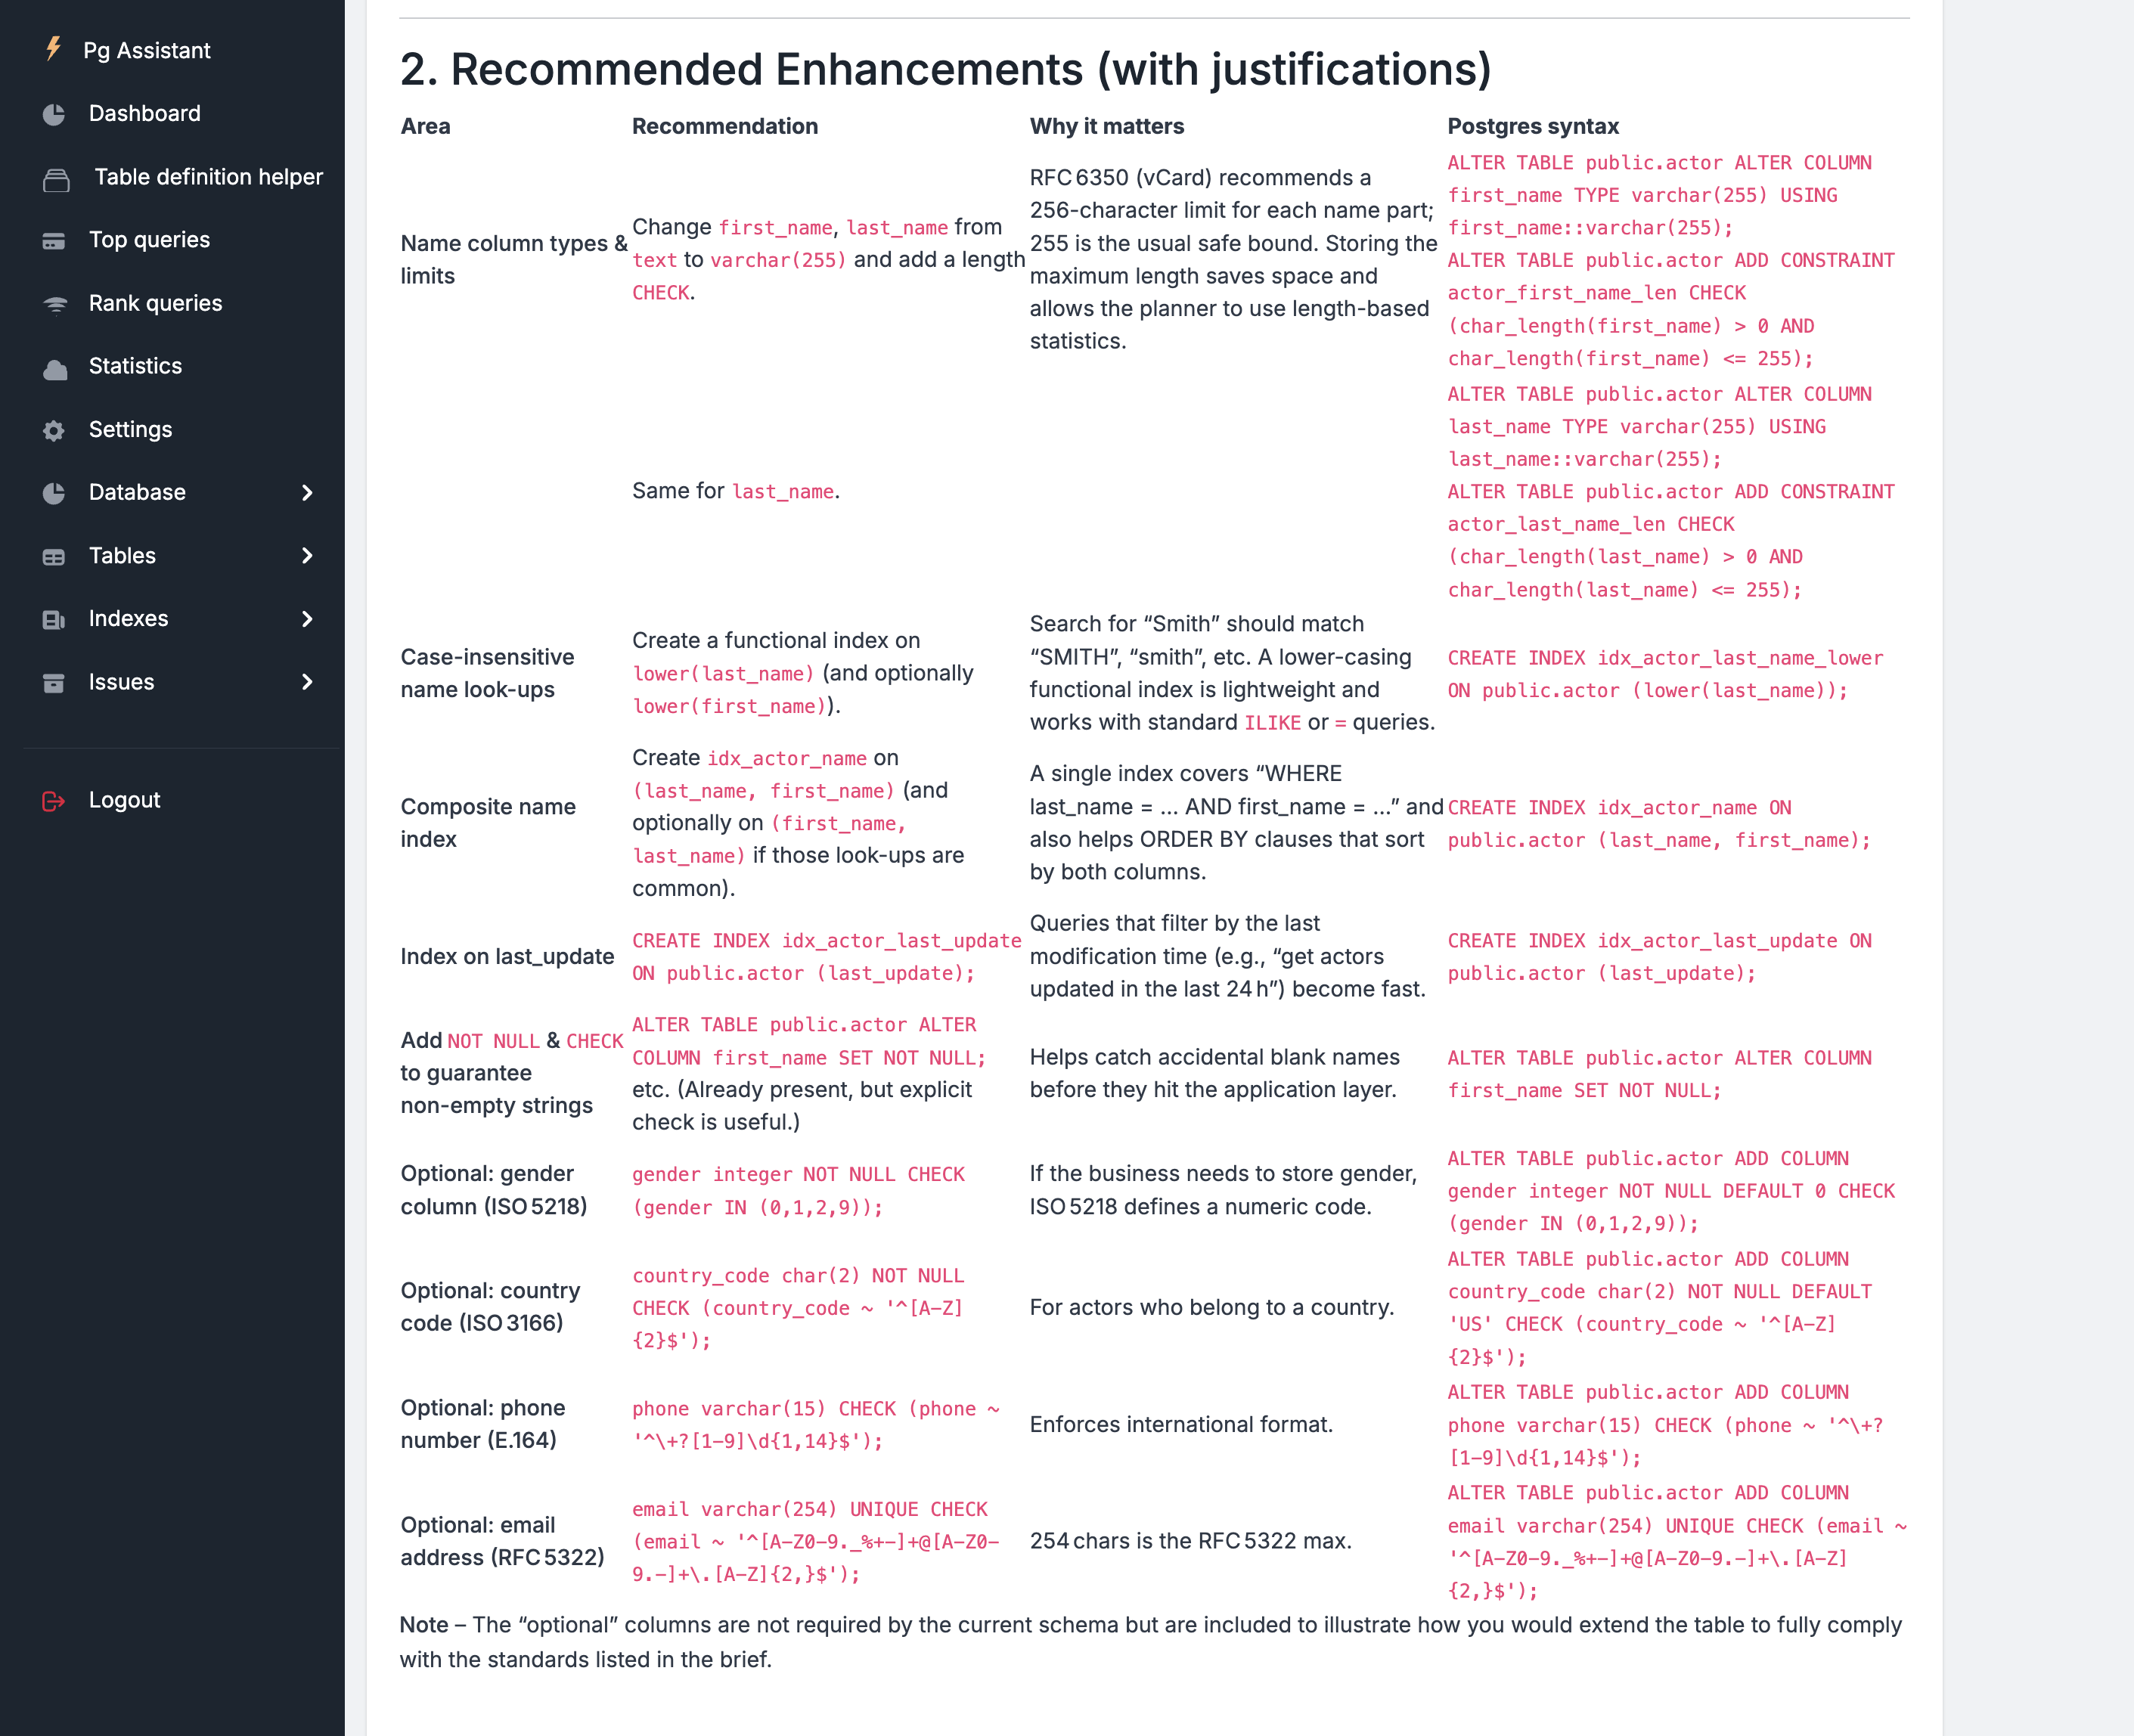 Pg Assistant
Dashboard
Table definition helper
Top queries
Rank queries
Statistics
Settings
Database
Tables
Indexes
Issues
Logout
2. Recommended Enhancements (with justifications)
Area
Recommendation
Why it matters
Postgres syntax
Name column types &
limits
Change first_name, last_name from
text to varchar(255) and add a length
CHECK.
RFC 6350 (vCard) recommends a
256-character limit for each name part;
255 is the usual safe bound. Storing the
maximum length saves space and
allows the planner to use length-based
statistics.
ALTER TABLE public.actor ALTER COLUMN
first_name TYPE varchar(255) USING
first_name::varchar(255);
ALTER TABLE public.actor ADD CONSTRAINT
actor_first_name_len CHECK
(char_length(first_name) > 0 AND
char_length(first_name) <= 255);
Same for last_name.
ALTER TABLE public.actor ALTER COLUMN
last_name TYPE varchar(255) USING
last_name::varchar(255);
ALTER TABLE public.actor ADD CONSTRAINT
actor_last_name_len CHECK
(char_length(last_name) > 0 AND
char_length(last_name) <= 255);
Case-insensitive
name look-ups
Create a functional index on
lower(last_name) (and optionally
lower(first_name)).
Search for “Smith” should match
“SMITH”, “smith”, etc. A lower-casing
functional index is lightweight and
works with standard ILIKE or = queries.
CREATE INDEX idx_actor_last_name_lower
ON public.actor (lower(last_name));
Composite name
index
Create idx_actor_name on
(last_name, first_name) (and
optionally on (first_name,
last_name) if those look-ups are
common).
A single index covers “WHERE
last_name = … AND first_name = …” and
also helps ORDER BY clauses that sort
by both columns.
CREATE INDEX idx_actor_name ON
public.actor (last_name, first_name);
Index on last_update
CREATE INDEX idx_actor_last_update
ON public.actor (last_update);
Queries that filter by the last
modification time (e.g., “get actors
updated in the last 24 h”) become fast.
CREATE INDEX idx_actor_last_update ON
public.actor (last_update);
Add NOT NULL & CHECK
to guarantee
non-empty strings
ALTER TABLE public.actor ALTER
COLUMN first_name SET NOT NULL;
etc. (Already present, but explicit
check is useful.)
Helps catch accidental blank names
before they hit the application layer.
ALTER TABLE public.actor ALTER COLUMN
first_name SET NOT NULL;
Optional: gender
column (ISO 5218)
gender integer NOT NULL CHECK
(gender IN (0,1,2,9));
If the business needs to store gender,
ISO 5218 defines a numeric code.
ALTER TABLE public.actor ADD COLUMN
gender integer NOT NULL DEFAULT 0 CHECK
(gender IN (0,1,2,9));
Optional: country
code (ISO 3166)
country_code char(2) NOT NULL
CHECK (country_code ~ '^[A-Z]
{2}$');
For actors who belong to a country.
ALTER TABLE public.actor ADD COLUMN
country_code char(2) NOT NULL DEFAULT
'US' CHECK (country_code ~ '^[A-Z]
{2}$');
Optional: phone
number (E.164)
phone varchar(15) CHECK (phone ~
'^\+?[1-9]\d{1,14}$');
Enforces international format.
ALTER TABLE public.actor ADD COLUMN
phone varchar(15) CHECK (phone ~ '^\+?
[1-9]\d{1,14}$');
Optional: email
address (RFC 5322)
email varchar(254) UNIQUE CHECK
(email ~ '^[A-Z0-9._%+-]+@[A-Z0-
9.-]+\.[A-Z]{2,}$');
254 chars is the RFC 5322 max.
ALTER TABLE public.actor ADD COLUMN
email varchar(254) UNIQUE CHECK (email ~
'^[A-Z0-9._%+-]+@[A-Z0-9.-]+\.[A-Z]
{2,}$');
Note – The “optional” columns are not required by the current schema but are included to illustrate how you would extend the table to fully comply
with the standards listed in the brief.